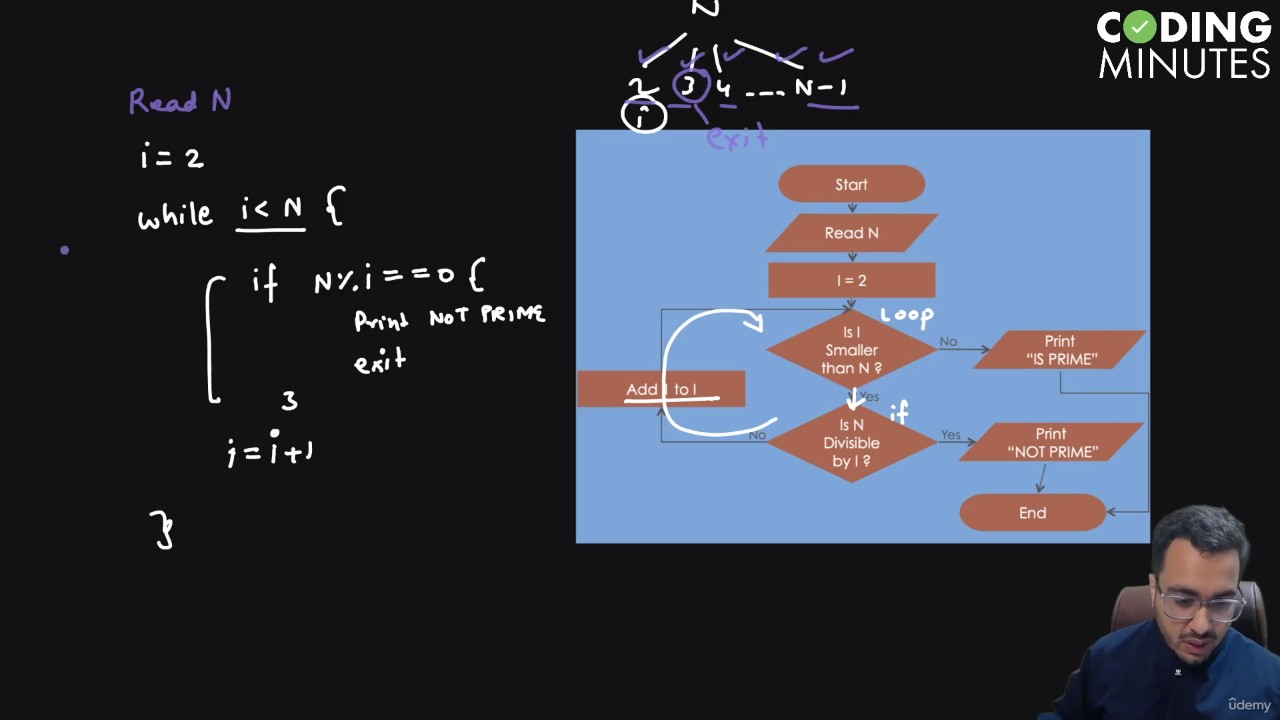 CODING
MINUTES
N
2 3 4 ---- N-1
i
exit
Read N
i = 2
while i < N {
if N%i == 0 {
Print NOT PRIME
exit
}
i = i+1
}
Start
Read N
I = 2
Loop
Is I
Smaller
than N ?
No
Print
“IS PRIME”
Add 1 to I
Yes
if
Is N
Divisible
by I ?
No
Yes
Print
“NOT PRIME”
End
ûdemy